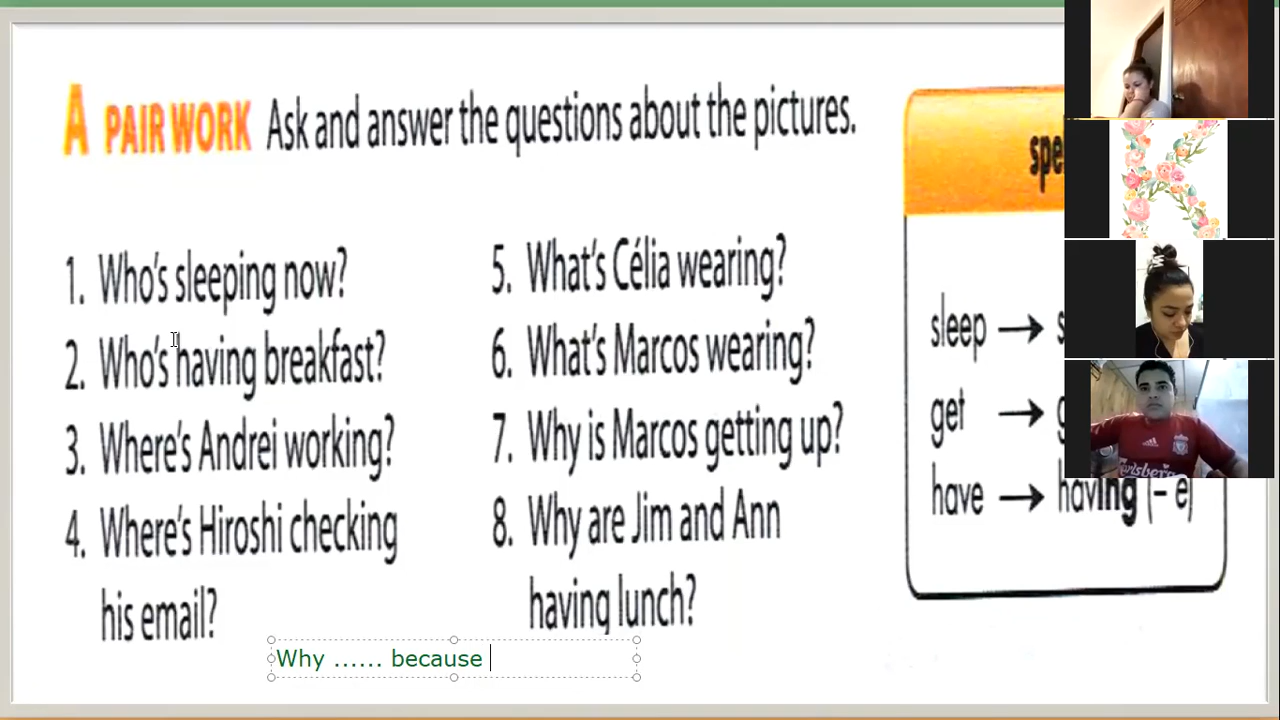 A PAIR WORK Ask and answer the questions about the pictures.
1. Who's sleeping now?
2. Who's having breakfast?
3. Where's Andrei working?
4. Where's Hiroshi checking
his email?
5. What's Célia wearing?
6. What's Marcos wearing?
7. Why is Marcos getting up?
8. Why are Jim and Ann
having lunch?
Why ...... because
sleep →
get →
have → having (– e)
Carlsberg